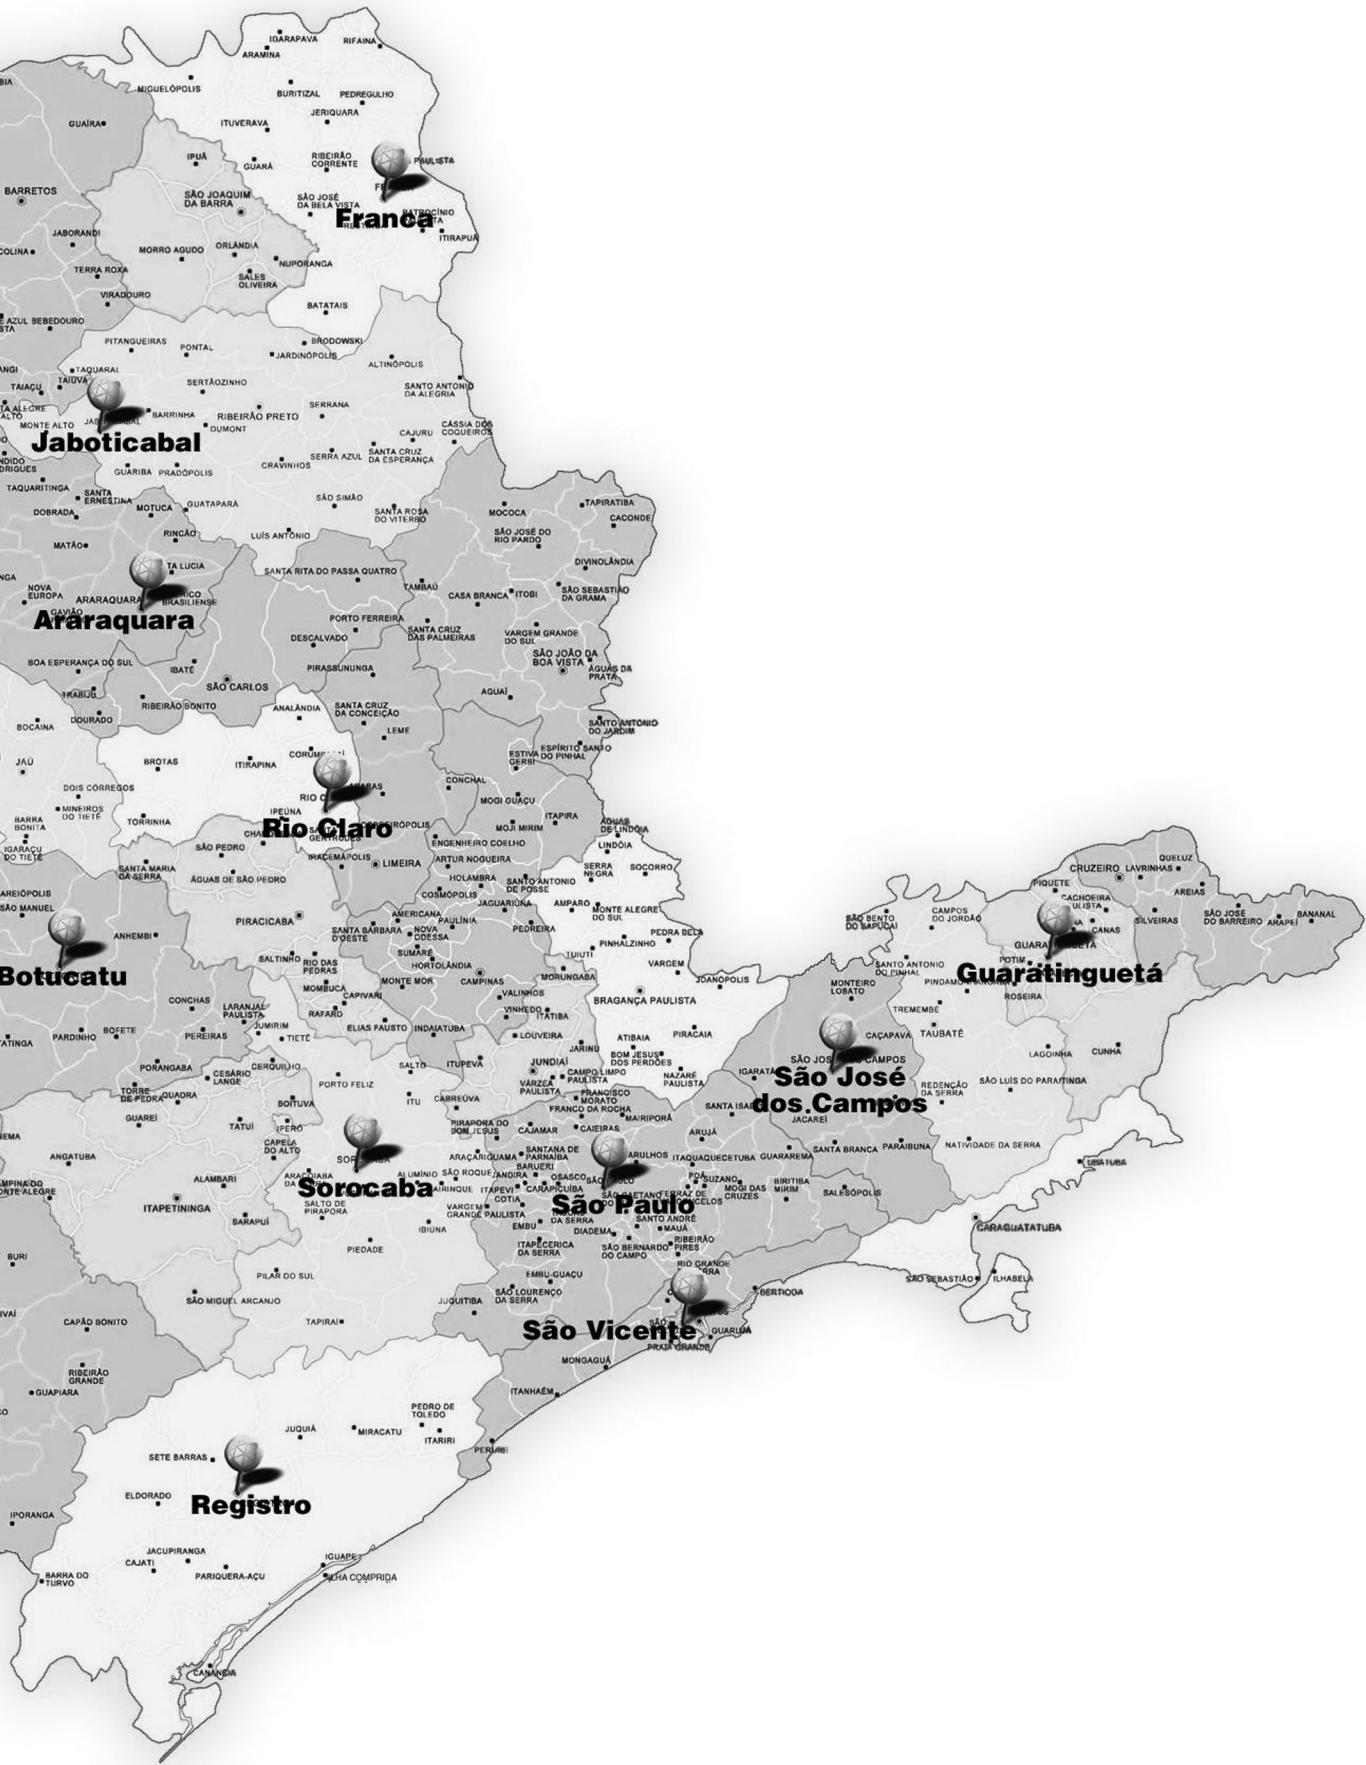 IGARAPAVA
RIFAINA
ARAMINA
MIGUELÓPOLIS
BURITIZAL
PEDREGULHO
JERIQUARA
GUAÍRA
ITUVERAVA
IPUÃ
GUARÁ
RIBEIRÃO
CORRENTE
PAULISTA
BARRETOS
SÃO JOAQUIM
DA BARRA
SÃO JOSÉ
DA BELA VISTA
Franca
ITIRAPUÃ
JABORANDI
COLINA
MORRO AGUDO
ORLÂNDIA
NUPORANGA
TERRA ROXA
SALES
OLIVEIRA
VIRADOURO
BATATAIS
AZUL
BEBEDOURO
PITANGUEIRAS
PONTAL
BRODOWSKI
JARDINÓPOLIS
ALTINÓPOLIS
TAQUARAL
TAIAÇU
TAIÚVA
SERTÃOZINHO
SANTO ANTONIO
DA ALEGRIA
BARRINHA
RIBEIRÃO PRETO
SERRANA
MONTE ALTO
DUMONT
CAJURU
CÁSSIA DOS
COQUEIROS
Jaboticabal
GUARIBA
PRADÓPOLIS
CRAVINHOS
SERRA AZUL
SANTA CRUZ
DA ESPERANÇA
TAQUARITINGA
SANTA
ERNESTINA
DOBRADA
MOTUCA
GUATAPARÁ
SÃO SIMÃO
SANTA ROSA
DO VITERBO
MOCOCA
TAPIRATIBA
CACONDE
MATÃO
RINCÃO
LUÍS ANTÔNIO
SÃO JOSÉ DO
RIO PARDO
TA LUCIA
SANTA RITA DO PASSA QUATRO
DIVINOLÂNDIA
NOVA
EUROPA
ARARAQUARA
BRASILIENSE
TAMBAÚ
CASA BRANCA
ITOBI
SÃO SEBASTIÃO
DA GRAMA
Araraquara
PORTO FERREIRA
DESCALVADO
SANTA CRUZ
DAS PALMEIRAS
VARGEM GRANDE
DO SUL
BOA ESPERANÇA DO SUL
IBATÉ
SÃO CARLOS
PIRASSUNUNGA
SÃO JOÃO DA
BOA VISTA
ÁGUAS DA
PRATA
TRABIJU
DOURADO
RIBEIRÃO BONITO
ANALÂNDIA
SANTA CRUZ
DA CONCEIÇÃO
AGUAÍ
BOCAINA
LEME
SANTO ANTONIO
DO JARDIM
JAÚ
BROTAS
ITIRAPINA
ESTIVA
GERBI
ESPÍRITO SANTO
DO PINHAL
DOIS CÓRREGOS
MINEIROS
DO TIETÊ
RIO C
CONCHAL
MOGI GUAÇU
BARRA
BONITA
TORRINHA
IPEÚNA
Rio Claro
MOJI MIRIM
ITAPIRA
ÁGUAS
DE LINDÓIA
IGARAÇU
DO TIETÊ
SÃO PEDRO
GERTRUDES
ENGENHEIRO COELHO
LINDÓIA
SANTA MARIA
DA SERRA
ÁGUAS DE SÃO PEDRO
IRACEMÁPOLIS
LIMEIRA
ARTUR NOGUEIRA
HOLAMBRA
COSMÓPOLIS
SANTO ANTONIO
DE POSSE
SERRA
NEGRA
SOCORRO
AREIÓPOLIS
SÃO MANUEL
PIRACICABA
AMERICANA
PAULÍNIA
JAGUARIÚNA
AMPARO
MONTE ALEGRE
DO SUL
ANHEMBI
SANTA BÁRBARA
D'OESTE
NOVA
ODESSA
PEDREIRA
PEDRA BELA
PINHALZINHO
Botucatu
SALTINHO
RIO DAS
PEDRAS
SUMARÉ
HORTOLÂNDIA
TUIUTI
VARGEM
MOMBUCA
CAPIVARI
MONTE MOR
CAMPINAS
MORUNGABA
JOANÓPOLIS
CONCHAS
LARANJAL
PAULISTA
RAFARD
VALINHOS
BRAGANÇA PAULISTA
PARDINHO
BOFETE
PEREIRAS
JUMIRIM
TIETÊ
ELIAS FAUSTO
INDAIATUBA
VINHEDO
ITATIBA
LOUVEIRA
PIRACAIA
ATIBAIA
PORANGABA
CESÁRIO
LANGE
CERQUILHO
PORTO FELIZ
SALTO
ITUPEVA
JUNDIAÍ
JARINU
BOM JESUS
DOS PERDÕES
CAMPO LIMPO
PAULISTA
NAZARÉ
PAULISTA
TORRE
DE PEDRA
QUADRA
BOITUVA
ITU
CABREÚVA
VÁRZEA
PAULISTA
FRANCISCO
MORATO
FRANCO DA ROCHA
MAIRIPORÃ
GUAREÍ
TATUÍ
IPERÓ
PIRAPORA DO
BOM JESUS
CAJAMAR
CAIEIRAS
SANTA ISABEL
ARUJÁ
ANGATUBA
CAPELA
DO ALTO
ARAÇARIGUAMA
SANTANA DE
PARNAÍBA
ARULHOS
ITAQUAQUECETUBA
GUARAREMA
ALAMBARI
Sorocaba
ALUMÍNIO
SÃO ROQUE
JANDIRA
BARUERI
OSASCO
POÁ
SUZANO
MAIRINQUE
ITAPEVI
CARAPICUÍBA
MOGI DAS
CRUZES
BIRITIBA
MIRIM
ITAPETININGA
SALTO DE
PIRAPORA
VARGEM
GRANDE PAULISTA
COTIA
São Paulo
SARAPUÍ
IBIÚNA
EMBU
DA SERRA
SANTO ANDRÉ
MAUÁ
BURI
PIEDADE
ITAPECERICA
DA SERRA
DIADEMA
SÃO BERNARDO
DO CAMPO
RIBEIRÃO
PIRES
RIO GRANDE
PILAR DO SUL
EMBU-GUAÇU
SÃO LOURENÇO
DA SERRA
SÃO MIGUEL ARCANJO
JUQUITIBA
BERTIOGA
São Vicente
GUARUJÁ
PRAIA GRANDE
CAPÃO BONITO
TAPIRAÍ
MONGAGUÁ
RIBEIRÃO
GRANDE
GUAPIARA
ITANHAÉM
PEDRO DE
TOLEDO
JUQUIÁ
MIRACATU
ITARIRI
SETE BARRAS
ELDORADO
Registro
IPORANGA
JACUPIRANGA
CAJATI
PARIQUERA-AÇU
IGUAPE
ILHA COMPRIDA
BARRA DO
TURVO
CANANÉIA
QUELUZ
CRUZEIRO
LAVRINHAS
PIQUETE
CACHOEIRA
AREIAS
SÃO BENTO
DO SAPUCAÍ
CAMPOS
DO JORDÃO
CANAS
SILVEIRAS
SÃO JOSÉ
DO BARREIRO
ARAPEÍ
BANANAL
POTIM
Guaratinguetá
SANTO ANTONIO
DO PINHAL
MONTEIRO
LOBATO
ROSEIRA
TREMEMBÉ
CAÇAPAVA
TAUBATÉ
LAGOINHA
CUNHA
São José
dos Campos
IGARATÁ
REDENÇÃO
DA SERRA
SÃO LUÍS DO PARAITINGA
JACAREÍ
SANTA BRANCA
PARAIBUNA
NATIVIDADE DA SERRA
UBATUBA
SALESÓPOLIS
CARAGUATATUBA
SÃO SEBASTIÃO
ILHABELA